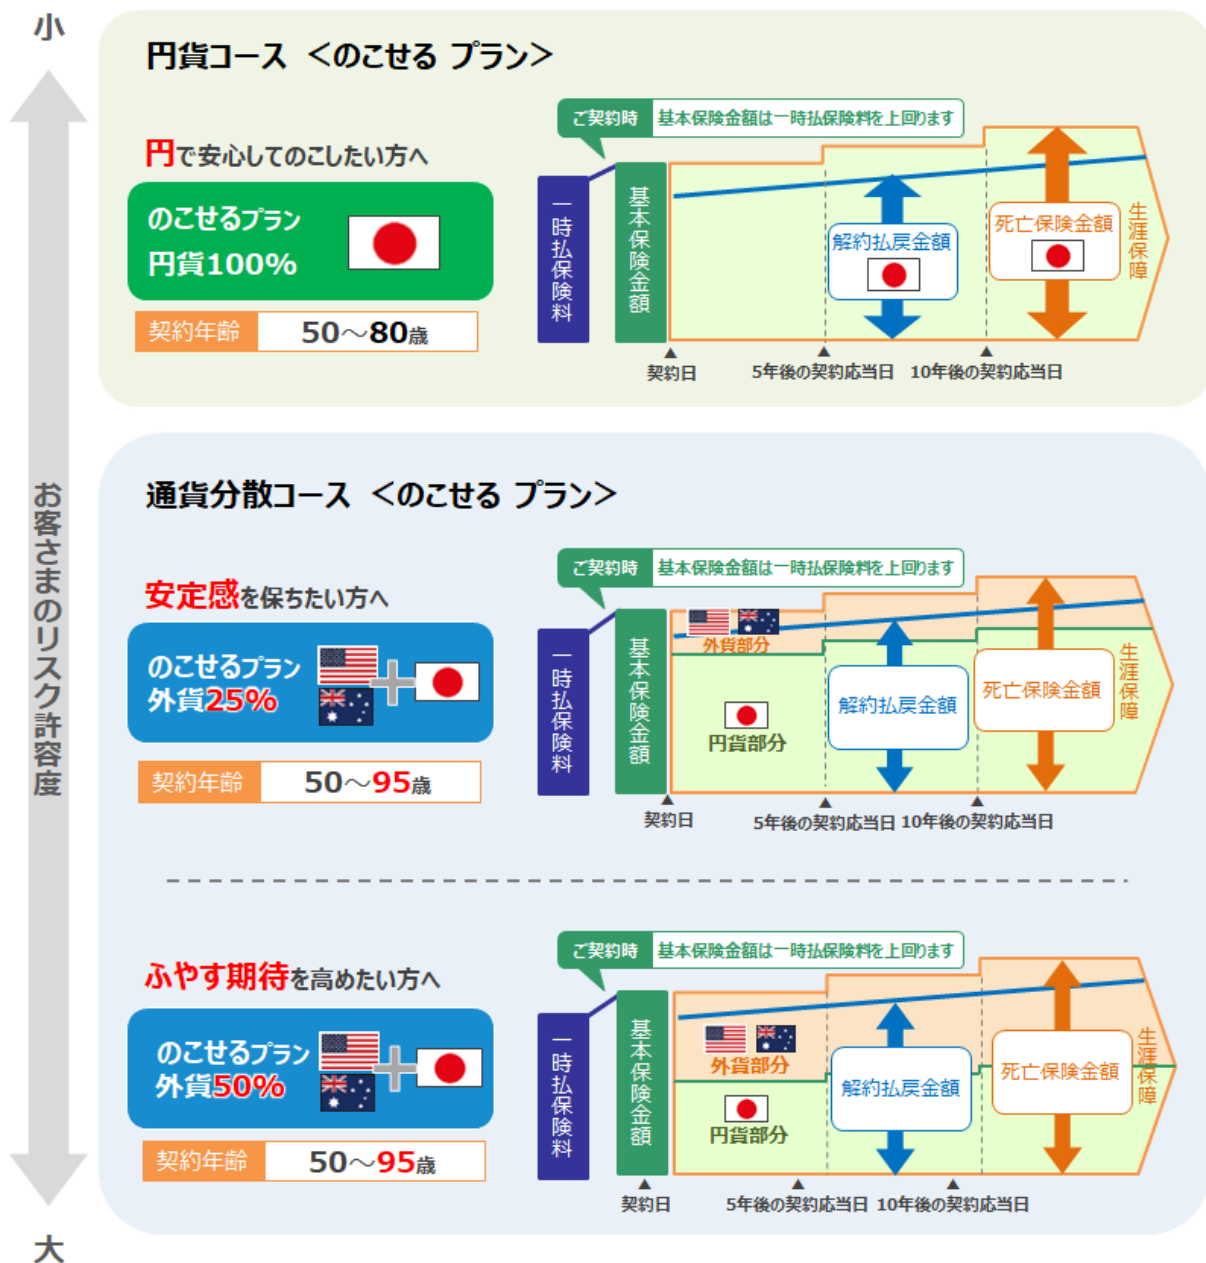 小
お客さまのリスク許容度
大
円貨コース ＜のこせる プラン＞
円で安心してのこしたい方へ
のこせるプラン
円貨100%
契約年齢 50～80歳
ご契約時 基本保険金額は一時払保険料を上回ります
一時払保険料
基本保険金額
解約払戻金額
死亡保険金額
生涯保障
契約日 5年後の契約応当日 10年後の契約応当日
通貨分散コース ＜のこせる プラン＞
安定感を保ちたい方へ
のこせるプラン
外貨25%
契約年齢 50～95歳
ご契約時 基本保険金額は一時払保険料を上回ります
一時払保険料
基本保険金額
外貨部分
円貨部分
解約払戻金額
死亡保険金額
生涯保障
契約日 5年後の契約応当日 10年後の契約応当日
ふやす期待を高めたい方へ
のこせるプラン
外貨50%
契約年齢 50～95歳
ご契約時 基本保険金額は一時払保険料を上回ります
一時払保険料
基本保険金額
外貨部分
円貨部分
解約払戻金額
死亡保険金額
生涯保障
契約日 5年後の契約応当日 10年後の契約応当日